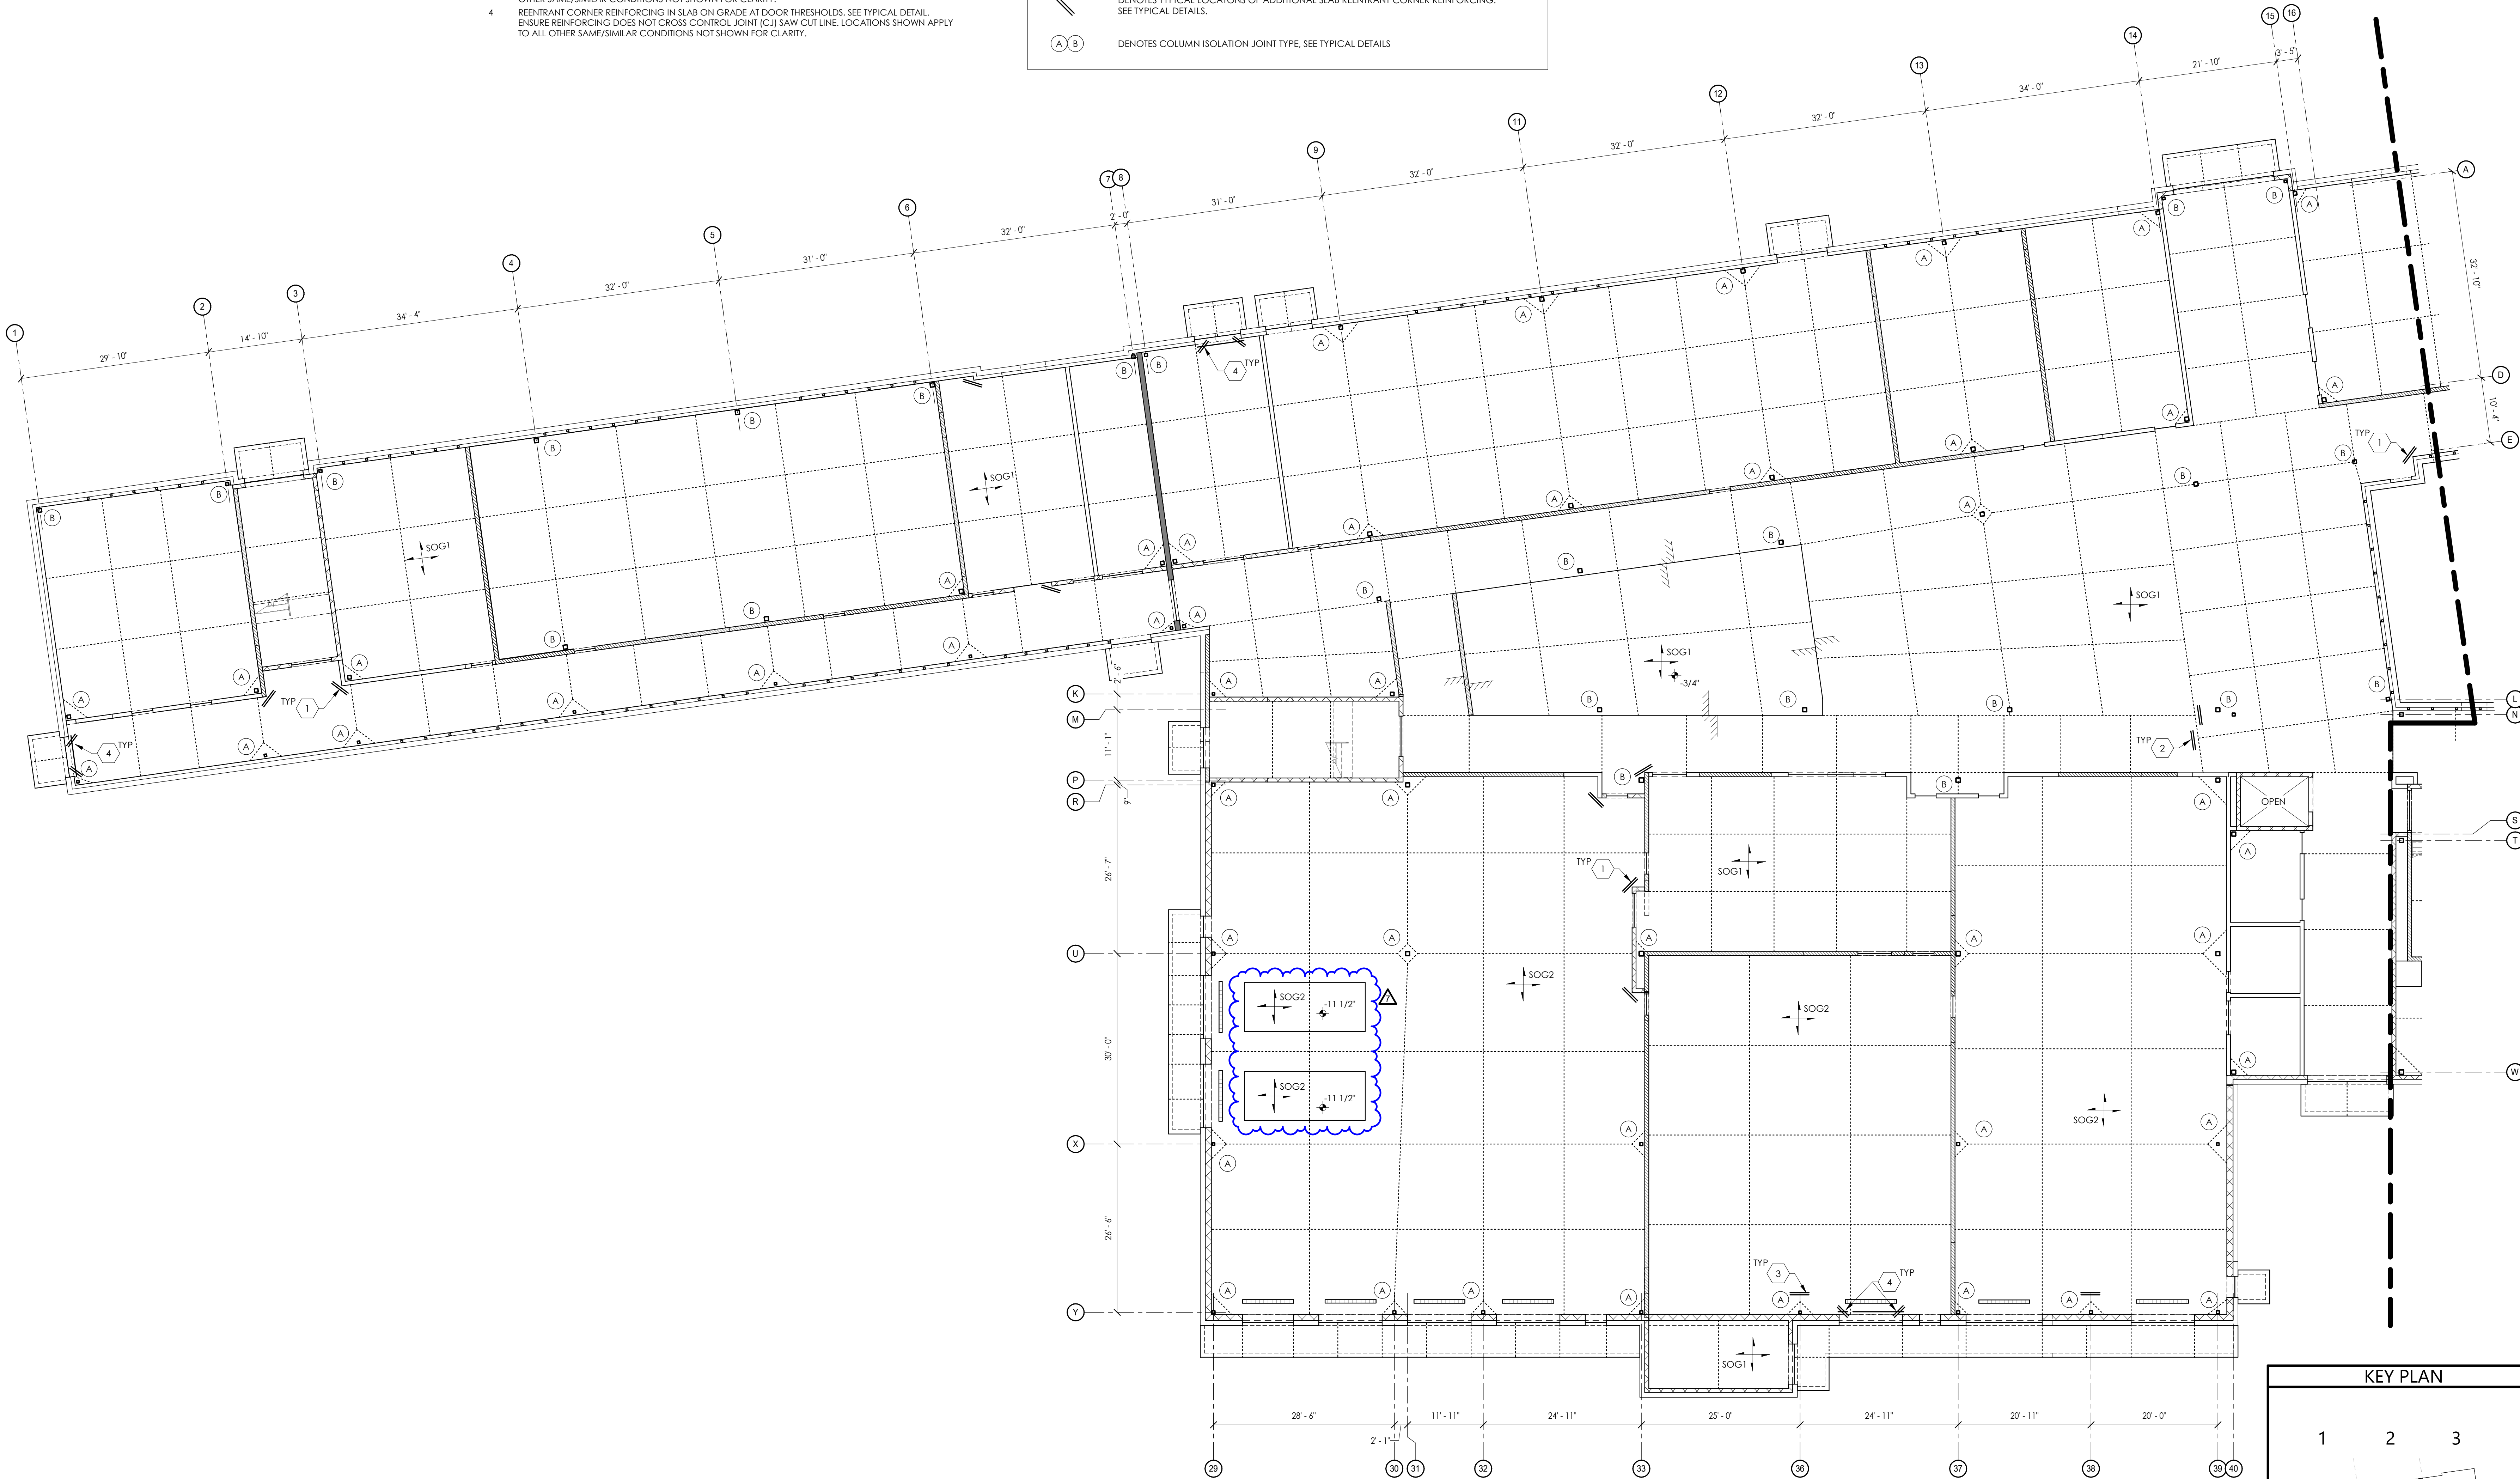 OTHER SAME/SIMILAR CONDITIONS NOT SHOWN FOR CLARITY.
4 REENTRANT CORNER REINFORCING IN SLAB ON GRADE AT DOOR THRESHOLDS, SEE TYPICAL DETAIL.
ENSURE REINFORCING DOES NOT CROSS CONTROL JOINT (CJ) SAW CUT LINE. LOCATIONS SHOWN APPLY
TO ALL OTHER SAME/SIMILAR CONDITIONS NOT SHOWN FOR CLARITY.
DENOTES TYPICAL LOCATIONS OF ADDITIONAL SLAB REENTRANT CORNER REINFORCING.
SEE TYPICAL DETAILS.
A B DENOTES COLUMN ISOLATION JOINT TYPE, SEE TYPICAL DETAILS
1 2 3 4 5 6 7 8 9 11 12 13 14 15 16
29' - 10" 14' - 10" 34' - 4" 32' - 0" 31' - 0" 32' - 0" 2' - 0" 31' - 0" 32' - 0" 32' - 0" 32' - 0" 34' - 0" 21' - 10" 3' - 5"
A
32' - 10"
D
10' - 4"
E
B B B B B B B B A A A A A B B A
4 TYP
TYP 1
SOG1
SOG1
A A A A A A A A A
B B B B B B B
A A B B A A A A A
TYP 1
4 TYP
A A A A A A A
SOG1
SOG1
-3/4"
B B B B B
TYP 2
L
N
K
M
P
R
2' - 6"
11' - 1"
9"
A A
A A B B A
OPEN
S
T
26' - 7"
TYP 1
SOG1
A
U
A A A A A
SOG2
SOG2 -11 1/2"
7
SOG2
30' - 0"
SOG2 -11 1/2"
SOG2
A
W
X
A A A A
26' - 6"
TYP 3
4 TYP
Y
A A A A A A A A
SOG1
28' - 6" 2' - 1" 11' - 11" 24' - 11" 25' - 0" 24' - 11" 20' - 11" 20' - 0"
29 30 31 32 33 36 37 38 39 40
KEY PLAN
1 2 3